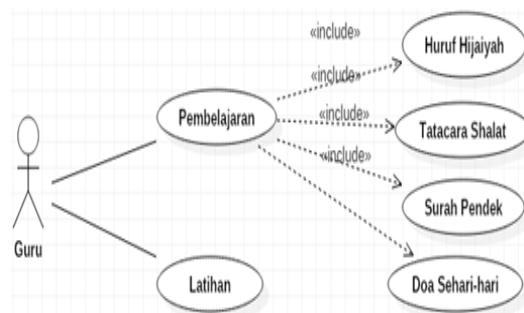 «include»
Huruf Hijaiyah
«include»
Pembelajaran
«include»
Tatacara Shalat
«include»
Surah Pendek
Guru
Latihan
Doa Sehari-hari